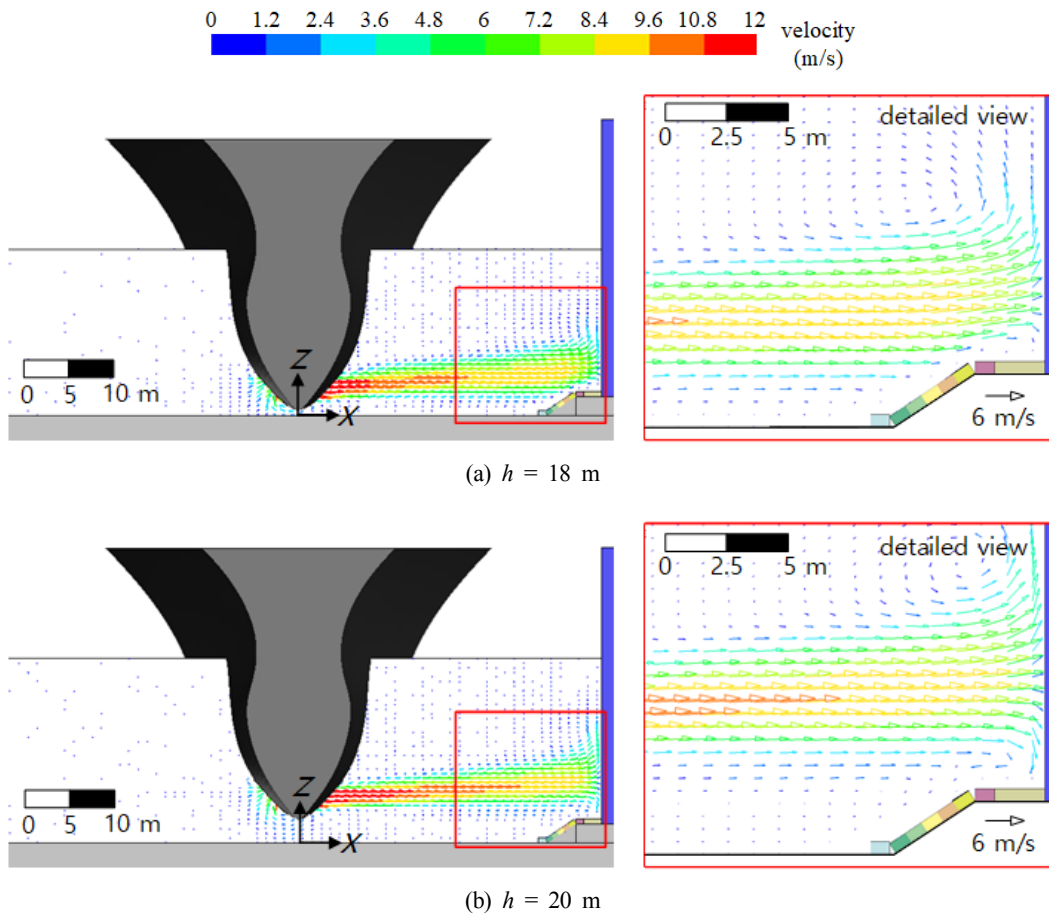 0 1.2 2.4 3.6 4.8 6 7.2 8.4 9.6 10.8 12
velocity
(m/s)
Z
X
0 5 10 m
detailed view
0 2.5 5 m
6 m/s
(a) h = 18 m
Z
X
0 5 10 m
detailed view
0 2.5 5 m
6 m/s
(b) h = 20 m